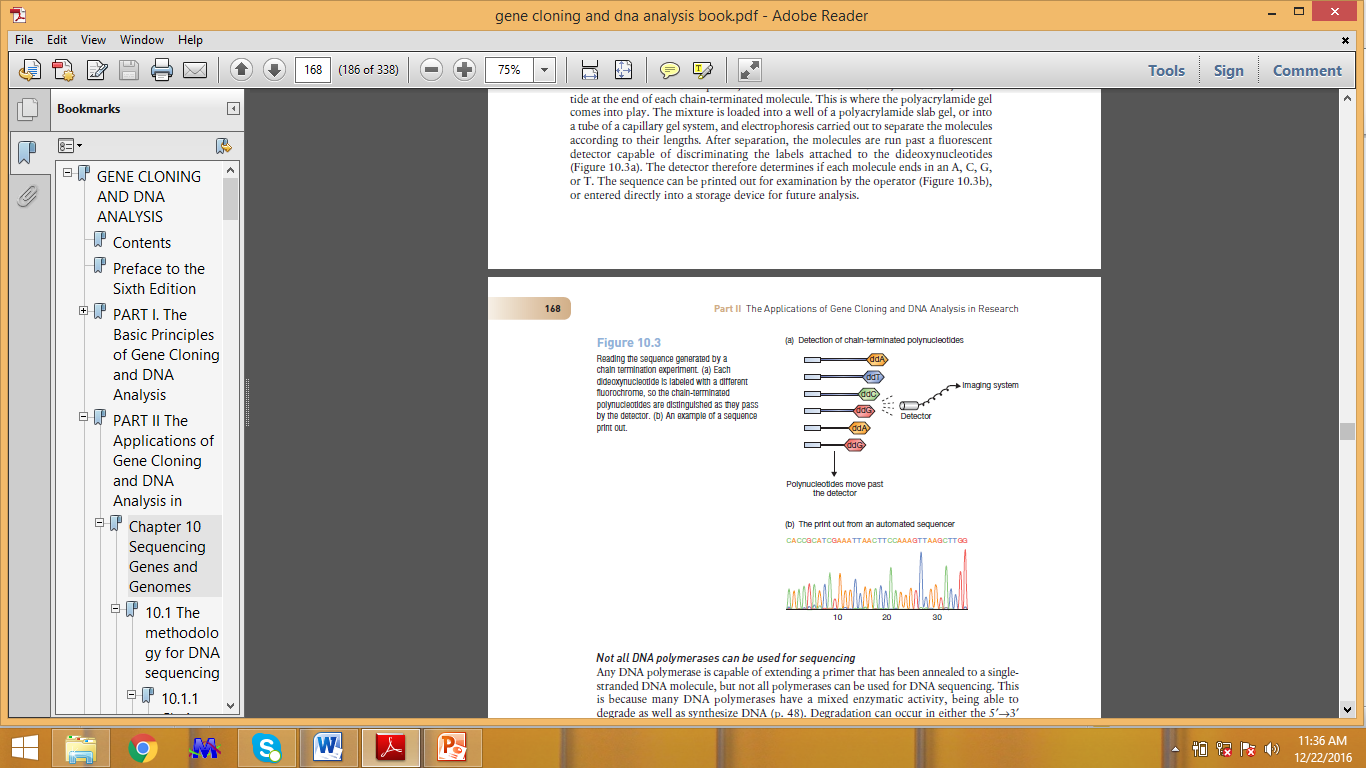 gene cloning and dna analysis book.pdf - Adobe Reader
File Edit View Window Help
168 (186 of 338) 75% Tools Sign Comment
Bookmarks
GENE CLONING
AND DNA
ANALYSIS
Contents
Preface to the
Sixth Edition
PART I. The
Basic Principles
of Gene Cloning
and DNA
Analysis
PART II The
Applications of
Gene Cloning
and DNA
Analysis in
Chapter 10
Sequencing
Genes and
Genomes
10.1 The
methodolo
gy for DNA
sequencing
10.1.1
tide at the end of each chain-terminated molecule. This is where the polyacrylamide gel
comes into play. The mixture is loaded into a well of a polyacrylamide slab gel, or into
a tube of a capillary gel system, and electrophoresis carried out to separate the molecules
according to their lengths. After separation, the molecules are run past a fluorescent
detector capable of discriminating the labels attached to the dideoxynucleotides
(Figure 10.3a). The detector therefore determines if each molecule ends in an A, C, G,
or T. The sequence can be printed out for examination by the operator (Figure 10.3b),
or entered directly into a storage device for future analysis.
168 Part II The Applications of Gene Cloning and DNA Analysis in Research
Figure 10.3
Reading the sequence generated by a
chain termination experiment. (a) Each
dideoxynucleotide is labeled with a different
fluorochrome, so the chain-terminated
polynucleotides are distinguished as they pass
by the detector. (b) An example of a sequence
print out.
(a) Detection of chain-terminated polynucleotides
ddA
ddT
ddC
ddG
ddA
ddG
Imaging system
Detector
Polynucleotides move past
the detector
(b) The print out from an automated sequencer
CACCGCATCGAAATTAACTTCCAAAGTTAAGCTTGG
10 20 30
Not all DNA polymerases can be used for sequencing
Any DNA polymerase is capable of extending a primer that has been annealed to a single-
stranded DNA molecule, but not all polymerases can be used for DNA sequencing. This
is because many DNA polymerases have a mixed enzymatic activity, being able to
degrade as well as synthesize DNA (p. 48). Degradation can occur in either the 5′→3′
11:36 AM
12/22/2016